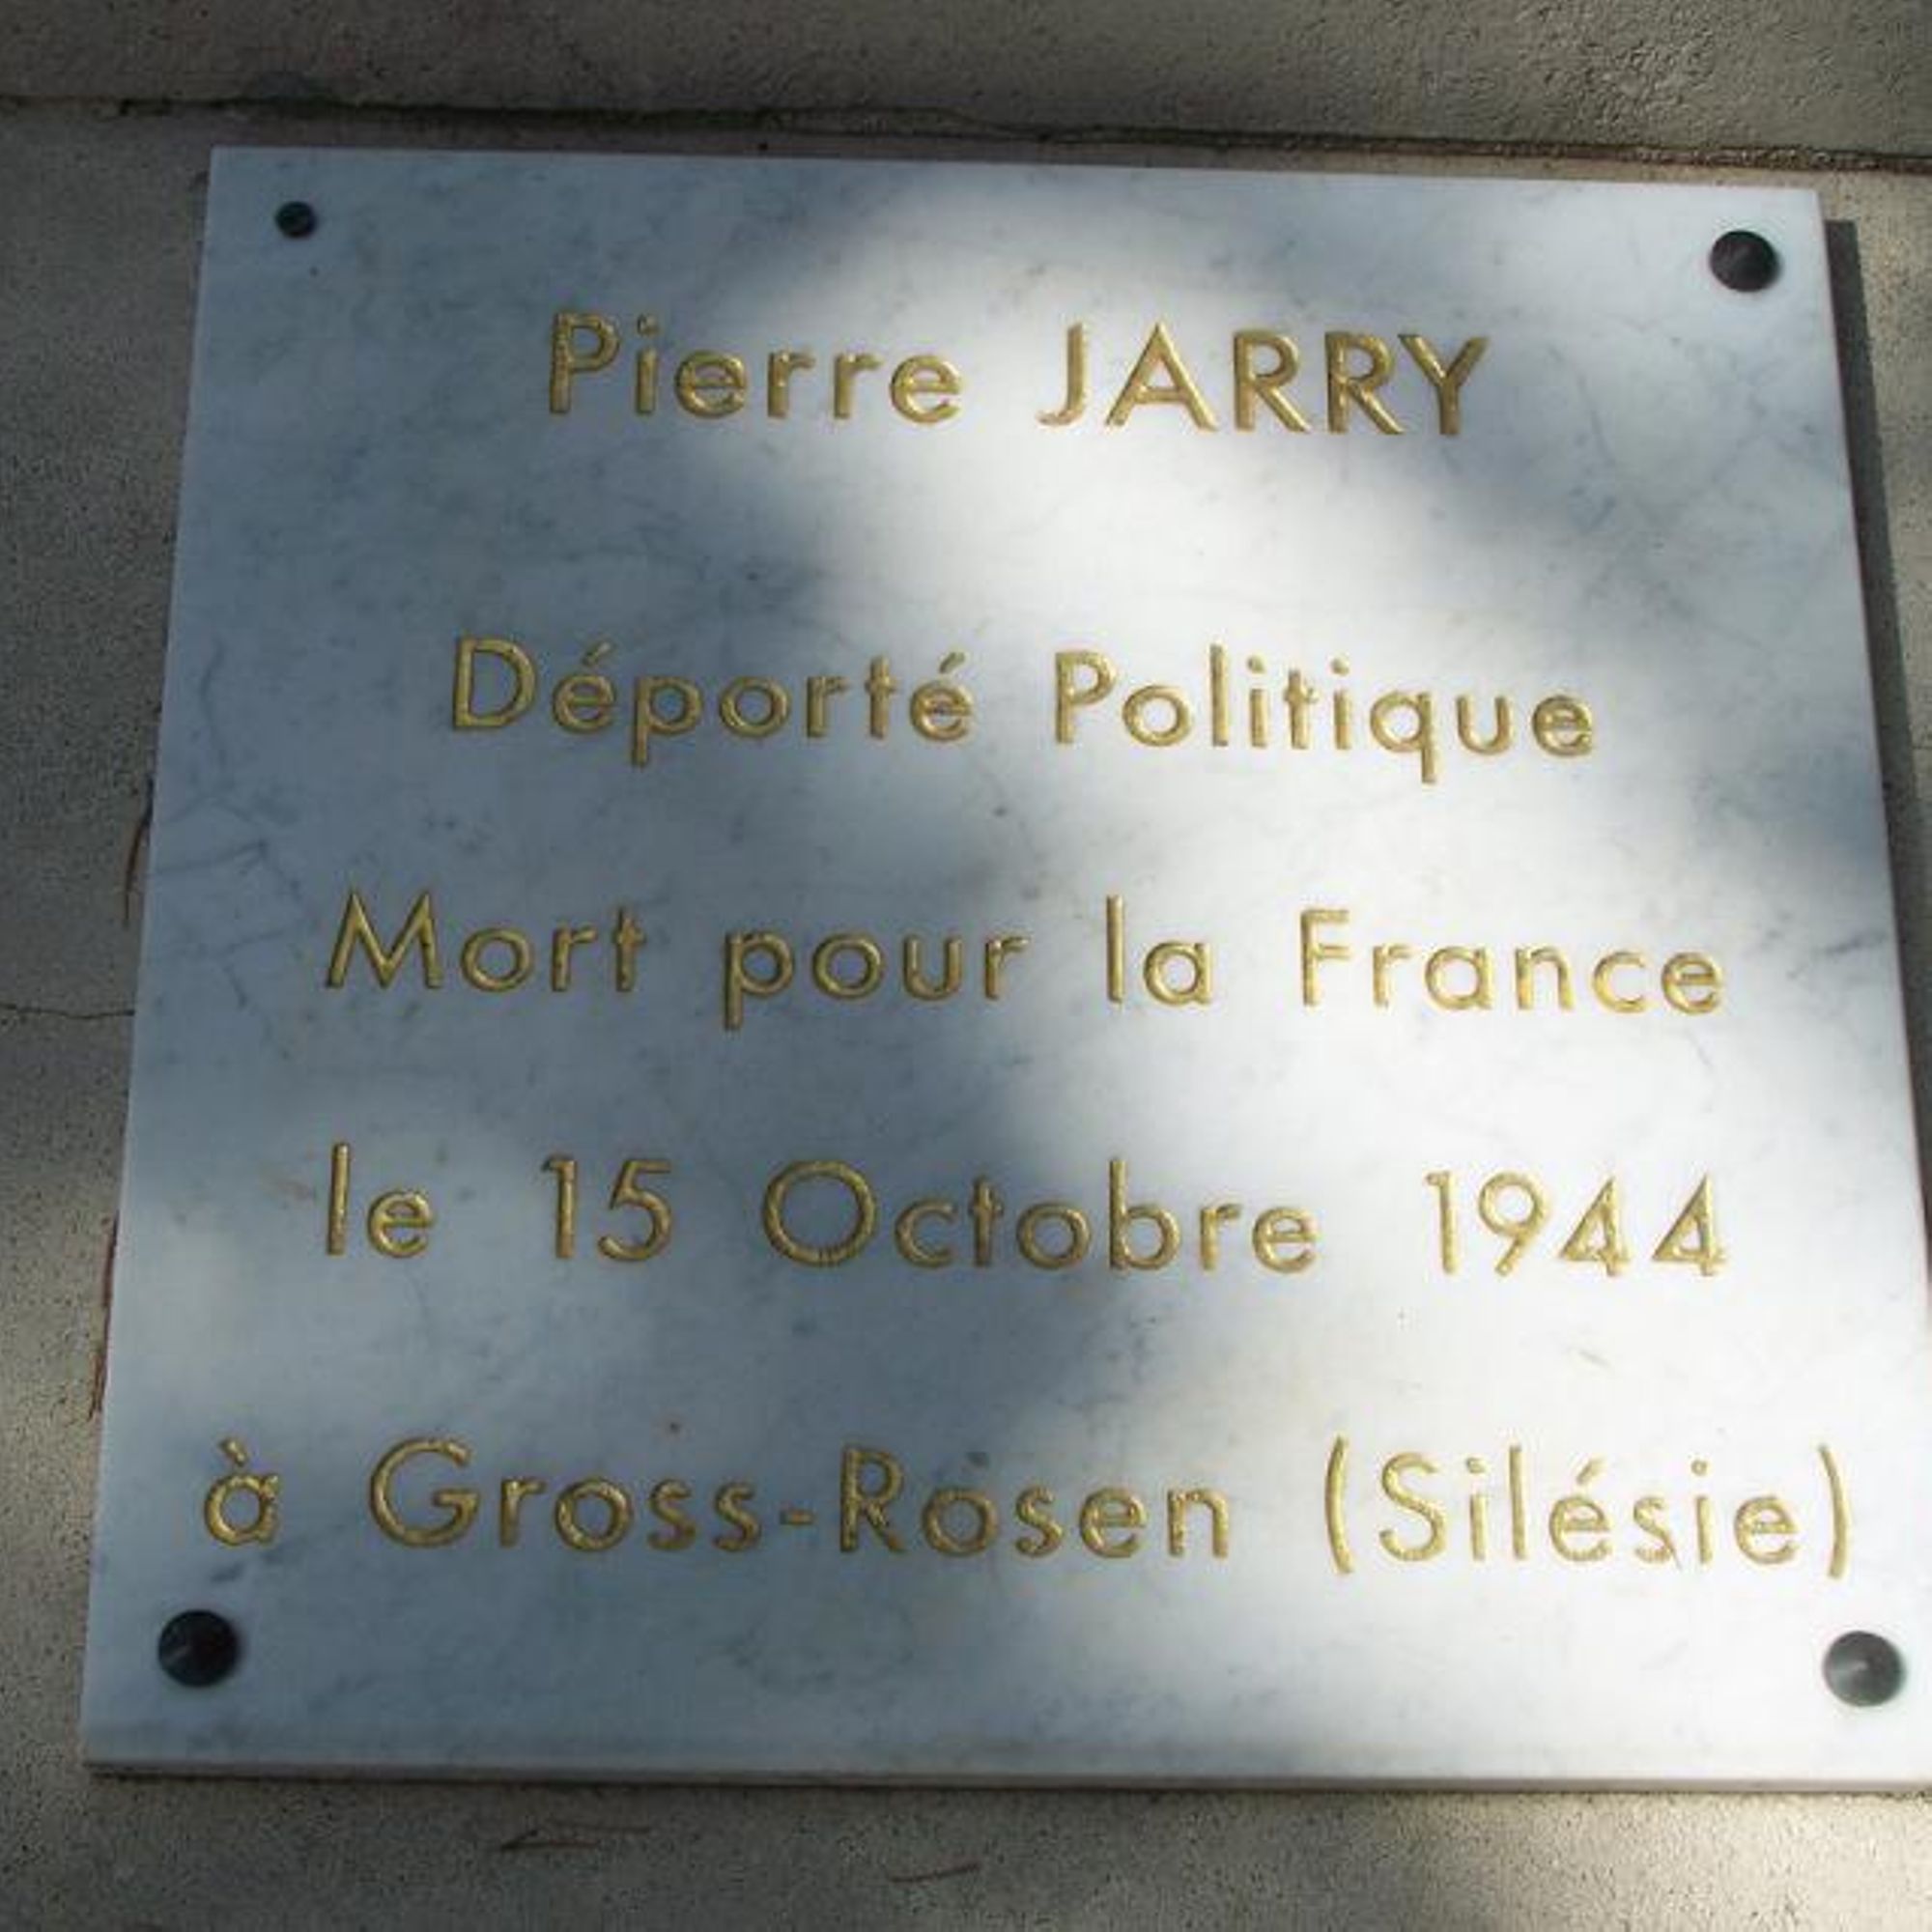 Pierre JARRY
Déporté Politique
Mort pour la France
le 15 Octobre 1944
à Gross-Rosen (Silésie)